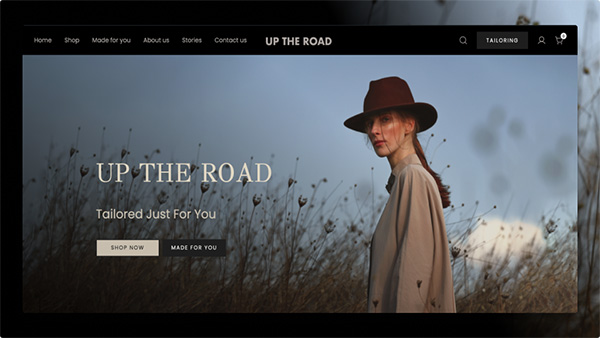 Home Shop Made for you About us Stories Contact us UP THE ROAD TAILORING 0
UP THE ROAD
Tailored Just For You
SHOP NOW MADE FOR YOU